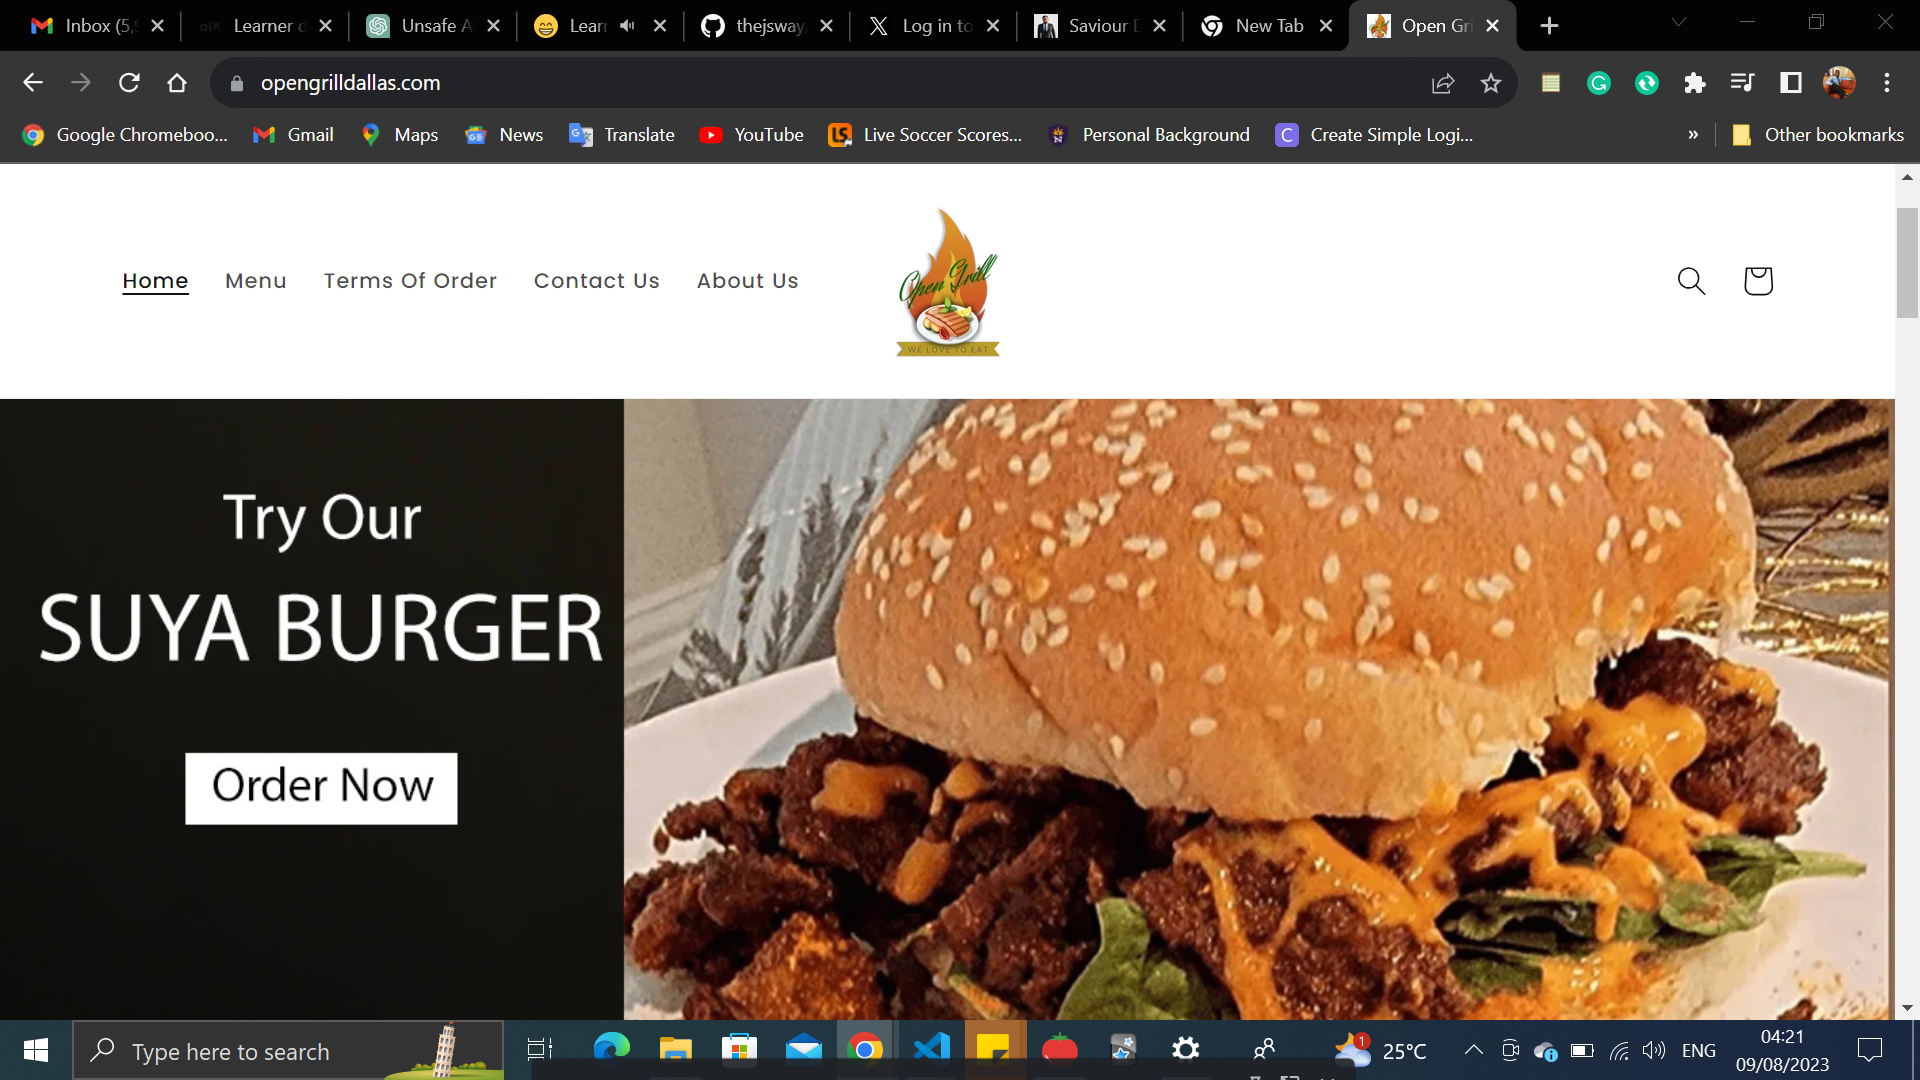 Inbox (5,
Learner d
Unsafe A
Learn
thejsway
Log in to
Saviour D
New Tab
Open Gri
opengrilldallas.com
Google Chromeboo...
Gmail
Maps
News
Translate
YouTube
LS
Live Soccer Scores...
Personal Background
C
Create Simple Logi...
»
Other bookmarks
Home
Menu
Terms Of Order
Contact Us
About Us
Open Grill
WE LOVE TO EAT
Try Our
SUYA BURGER
Order Now
Type here to search
1
25°C
ENG
04:21
09/08/2023